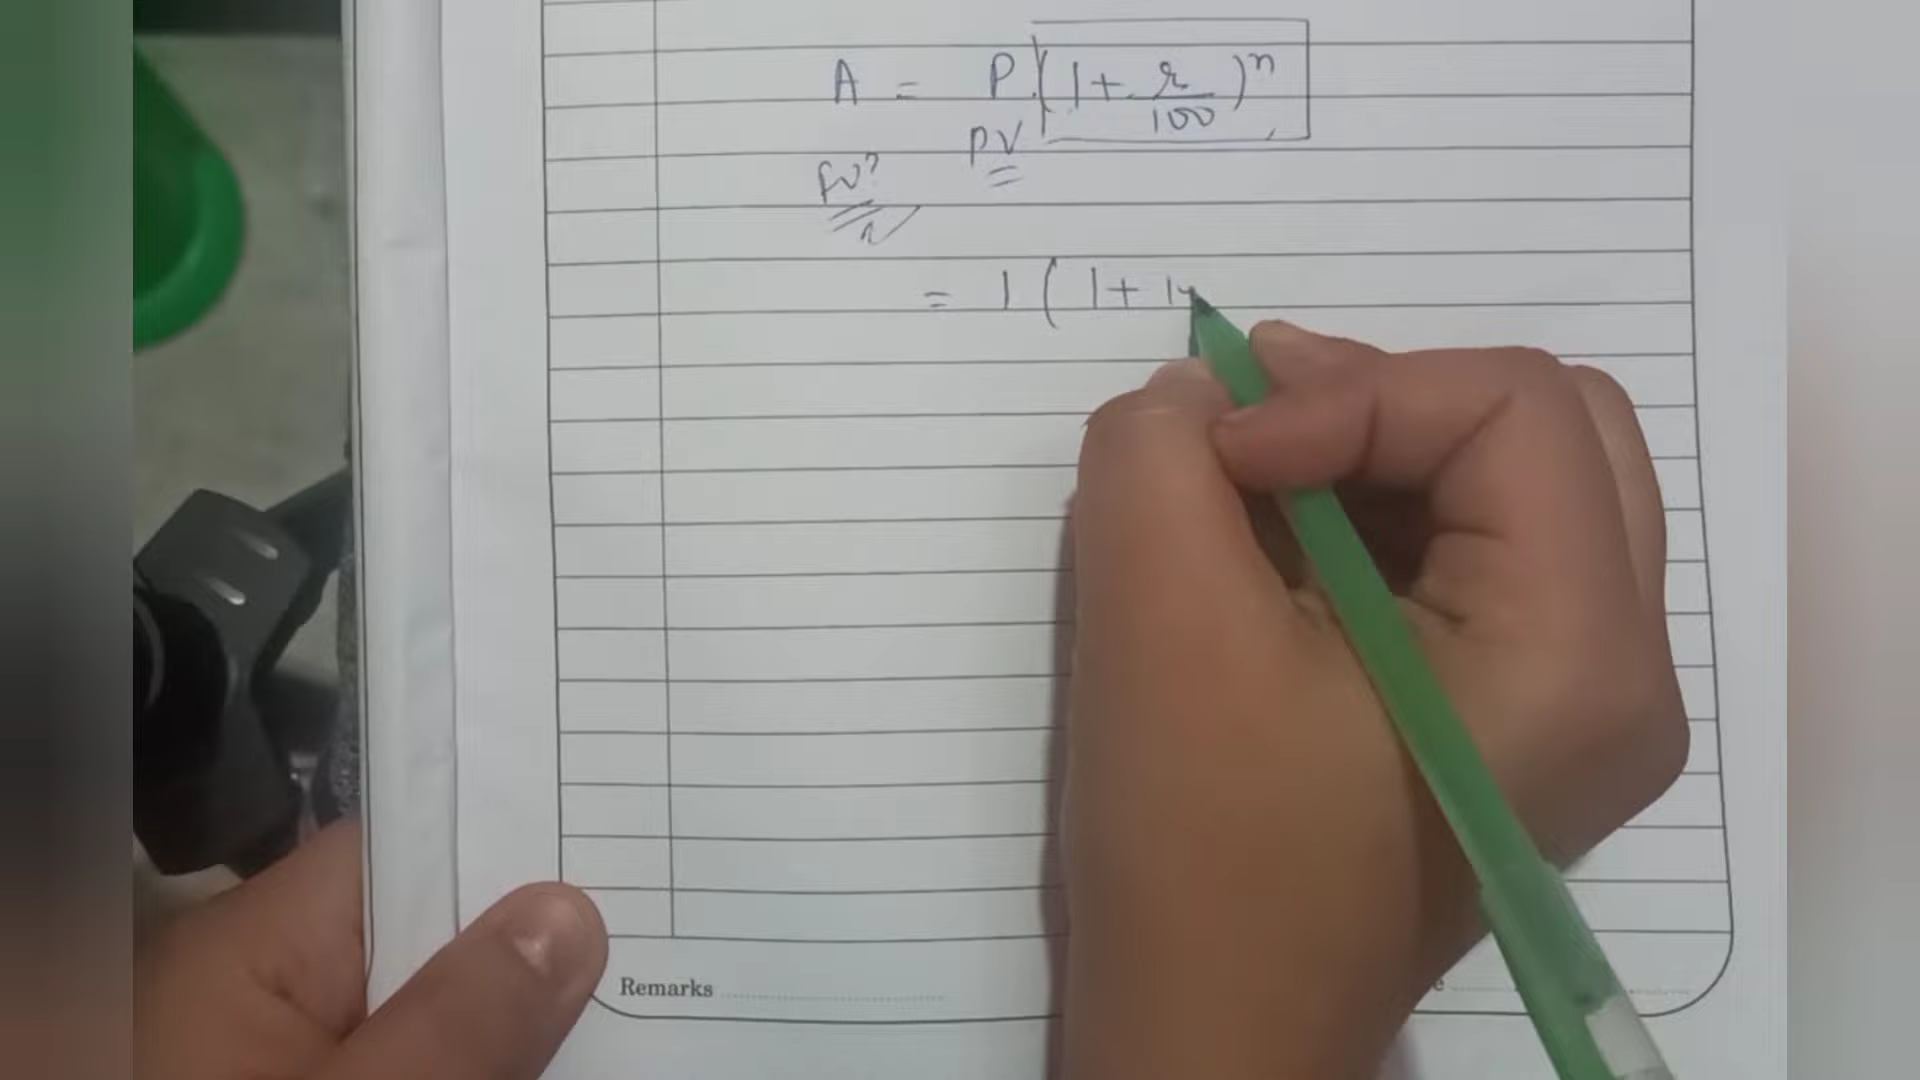 A = P (1 + r/100)^n
PV
FV?
= 1 ( 1 + 1
Remarks